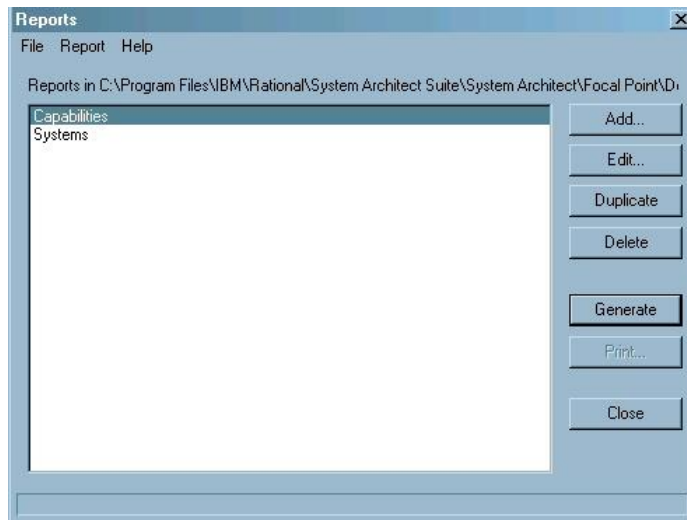 Reports
File Report Help
Reports in C:\Program Files\IBM\Rational\System Architect Suite\System Architect\Focal Point\D
Capabilities
Systems
Add...
Edit...
Duplicate
Delete
Generate
Print...
Close